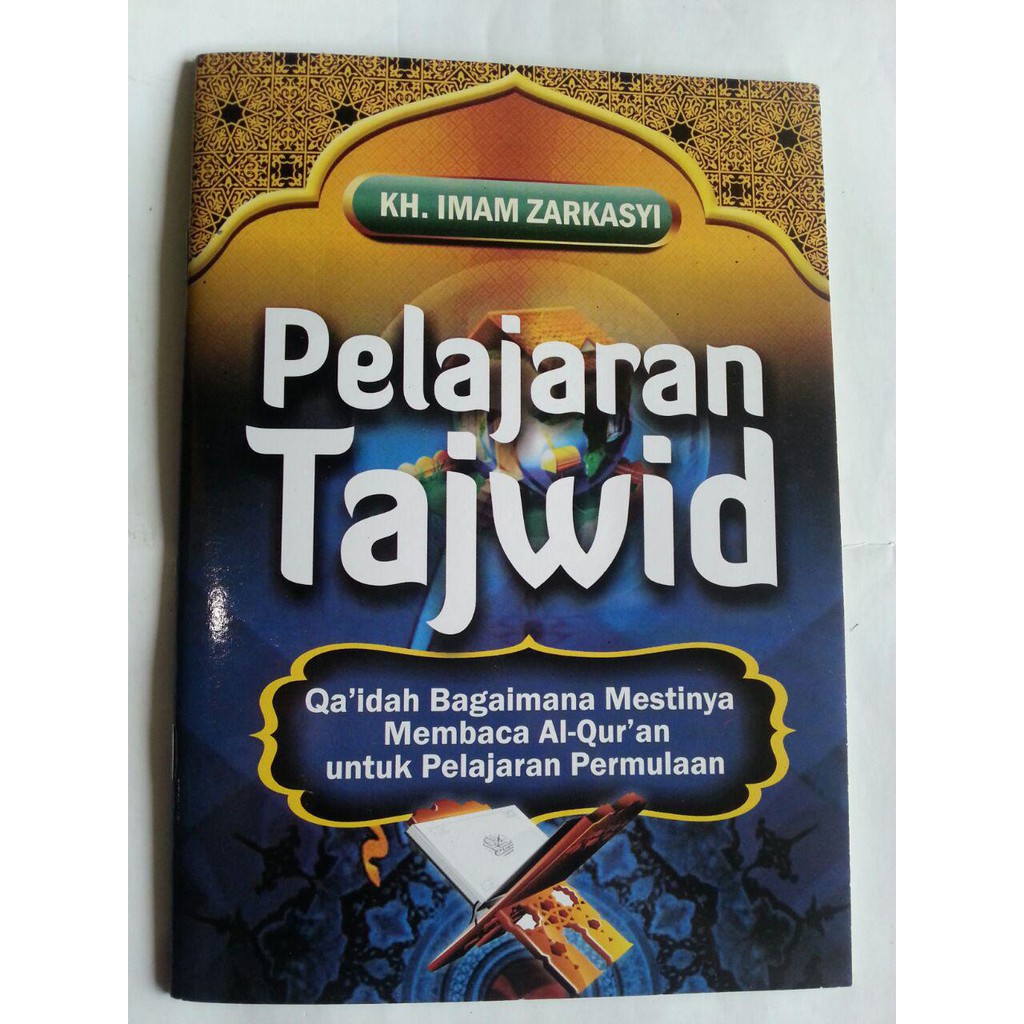 KH. IMAM ZARKASYI
Pelajaran
Tajwid
Qa'idah Bagaimana Mestinya
Membaca Al-Qur'an
untuk Pelajaran Permulaan